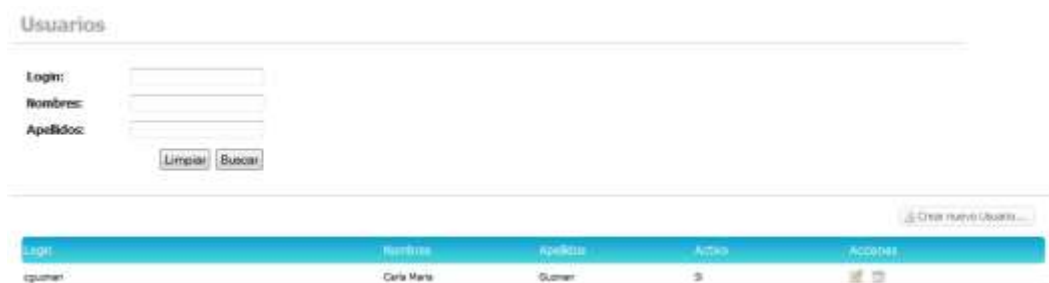 Usuarios
Login:
Nombres:
Apellidos:
Limpiar Buscar
Crear nuevo Usuario...
Login Nombres Apellidos Activo Acciones
cguzman Carla Maria Guzman Si